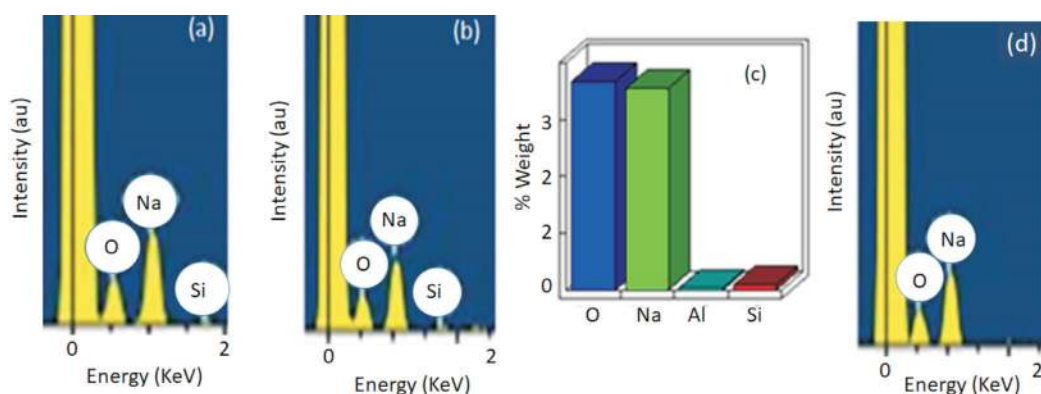 (a)
Intensity (au)
Na
O
Si
0 2
Energy (KeV)
(b)
Intensity (au)
Na
O
Si
0 2
Energy (KeV)
(c)
% Weight
3
2
2
0
O Na Al Si
(d)
Intensity (au)
Na
O
0 2
Energy (KeV)